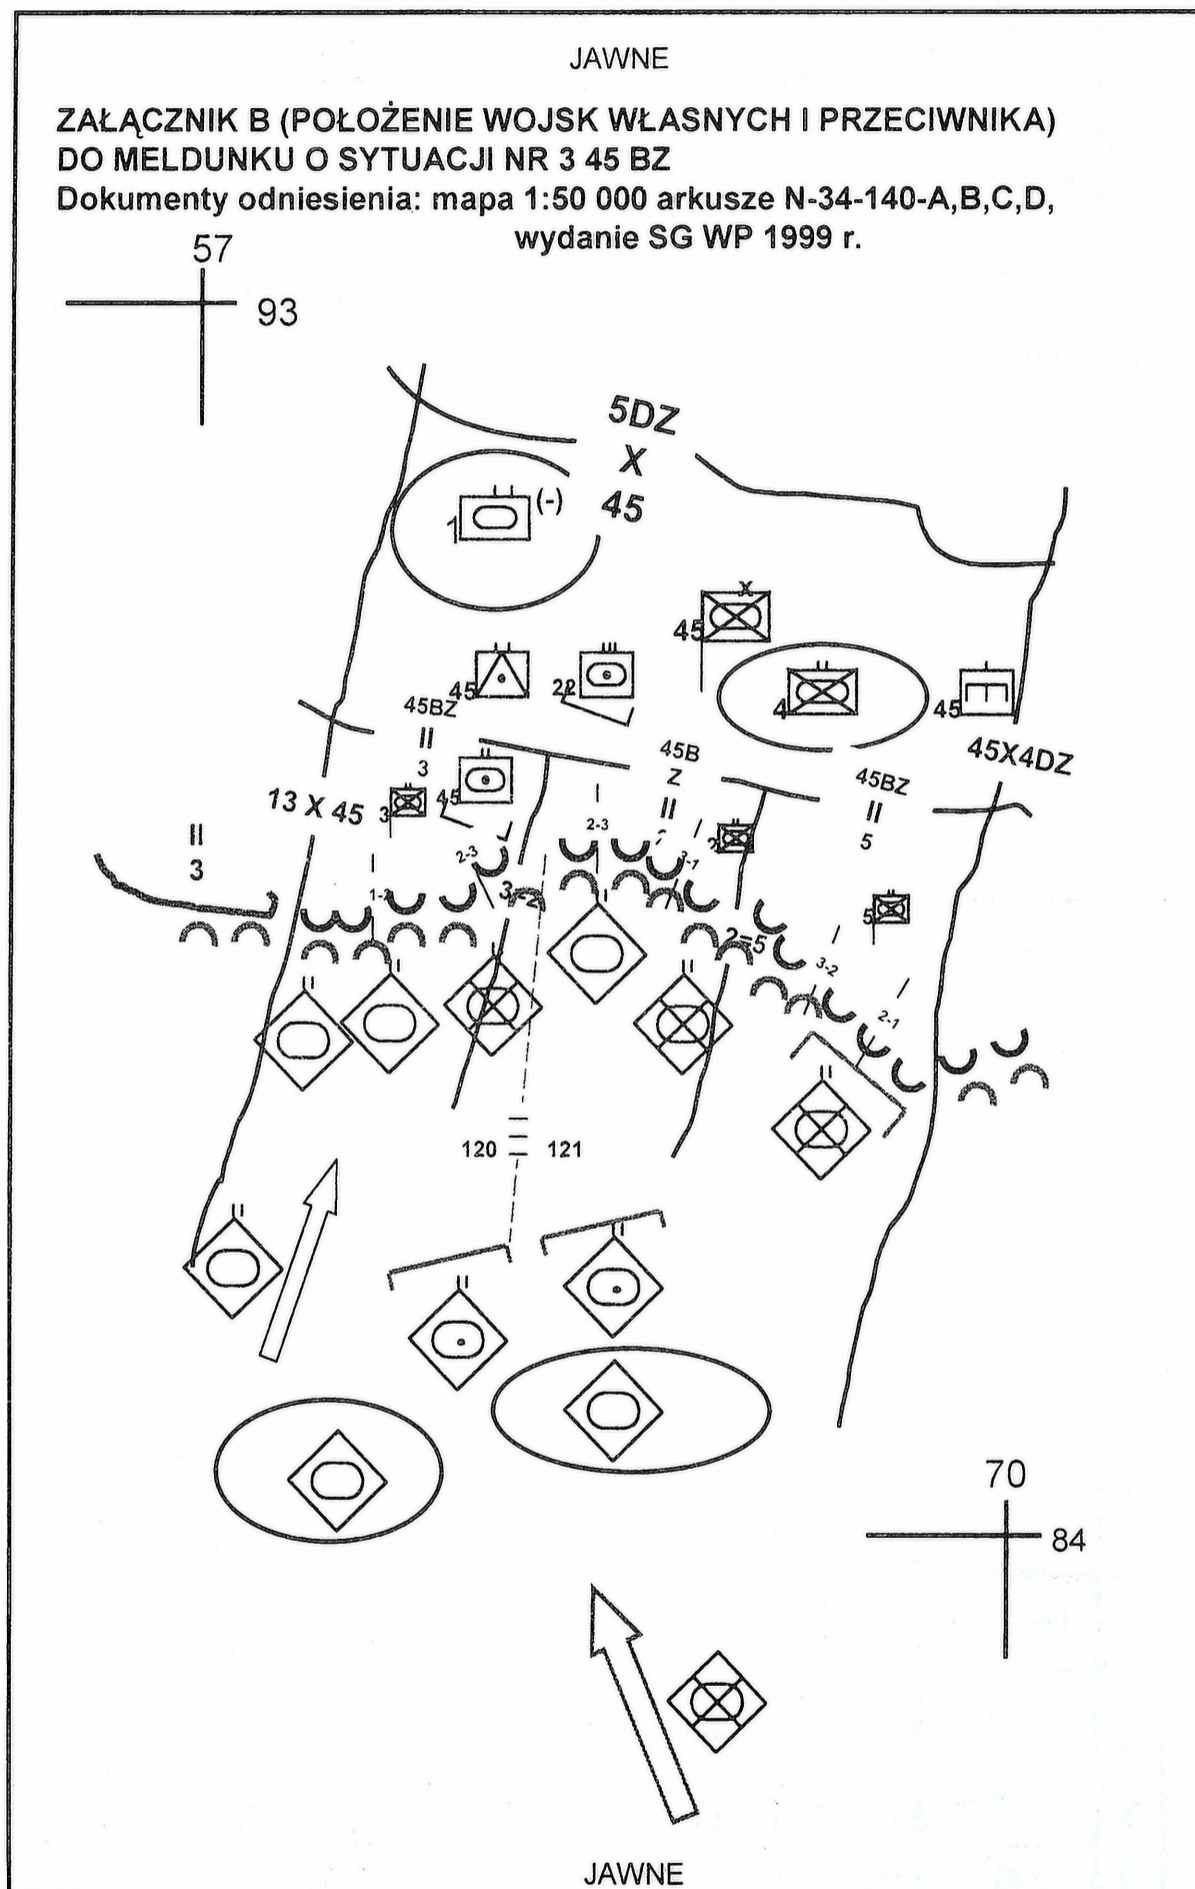 JAWNE
ZAŁĄCZNIK B (POŁOŻENIE WOJSK WŁASNYCH I PRZECIWNIKA)
DO MELDUNKU O SYTUACJI NR 3 45 BZ
Dokumenty odniesienia: mapa 1:50 000 arkusze N-34-140-A,B,C,D,
wydanie SG WP 1999 r.
57
93
5DZ
X
45
1
(-)
X
45
45
22
4
45
45BZ
II
3
45B
Z
II
45BZ
II
5
45X4DZ
13 X 45
3
45
II
3
2-3
2-3
3-1
2
1-2
3-2
5
2=5
3-2
2-1
120
121
70
84
JAWNE